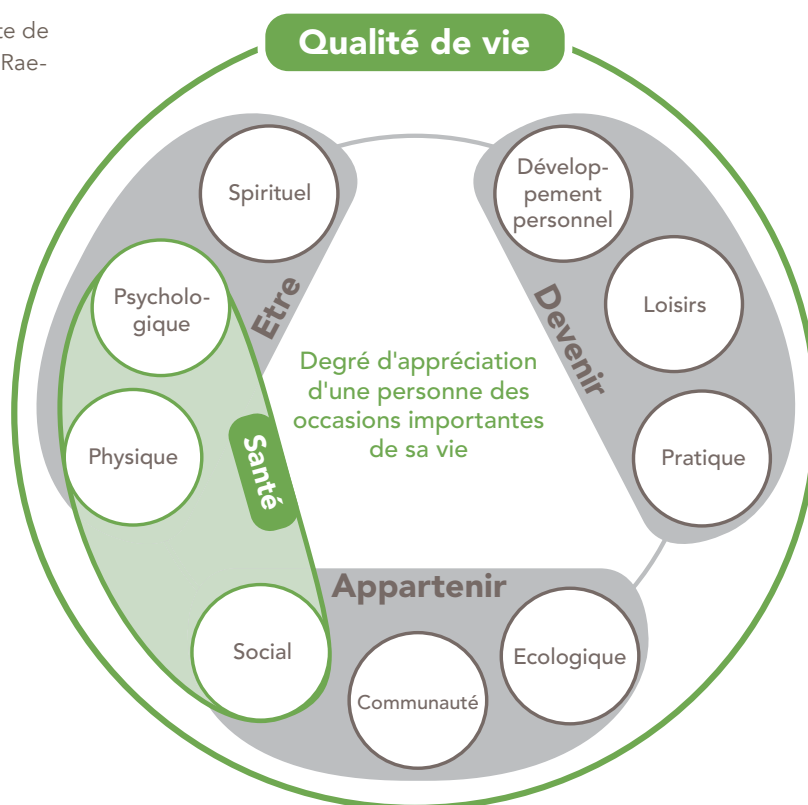 te de
Rae-
Qualité de vie
Spirituel
Dévelop-
pement
personnel
Psycholo-
gique
Etre
Devenir
Loisirs
Degré d'appréciation
d'une personne des
occasions importantes
de sa vie
Physique
Santé
Pratique
Appartenir
Social
Ecologique
Communauté